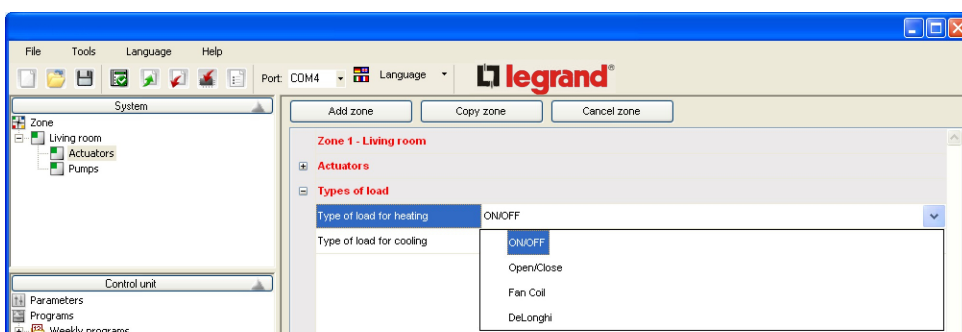 File Tools Language Help
Port: COM4 Language legrand®
System
Zone
Living room
Actuators
Pumps
Control unit
Parameters
Programs
Weekly programs
Add zone Copy zone Cancel zone
Zone 1 - Living room
Actuators
Types of load
Type of load for heating ON/OFF
Type of load for cooling
ON/OFF
Open/Close
Fan Coil
DeLonghi